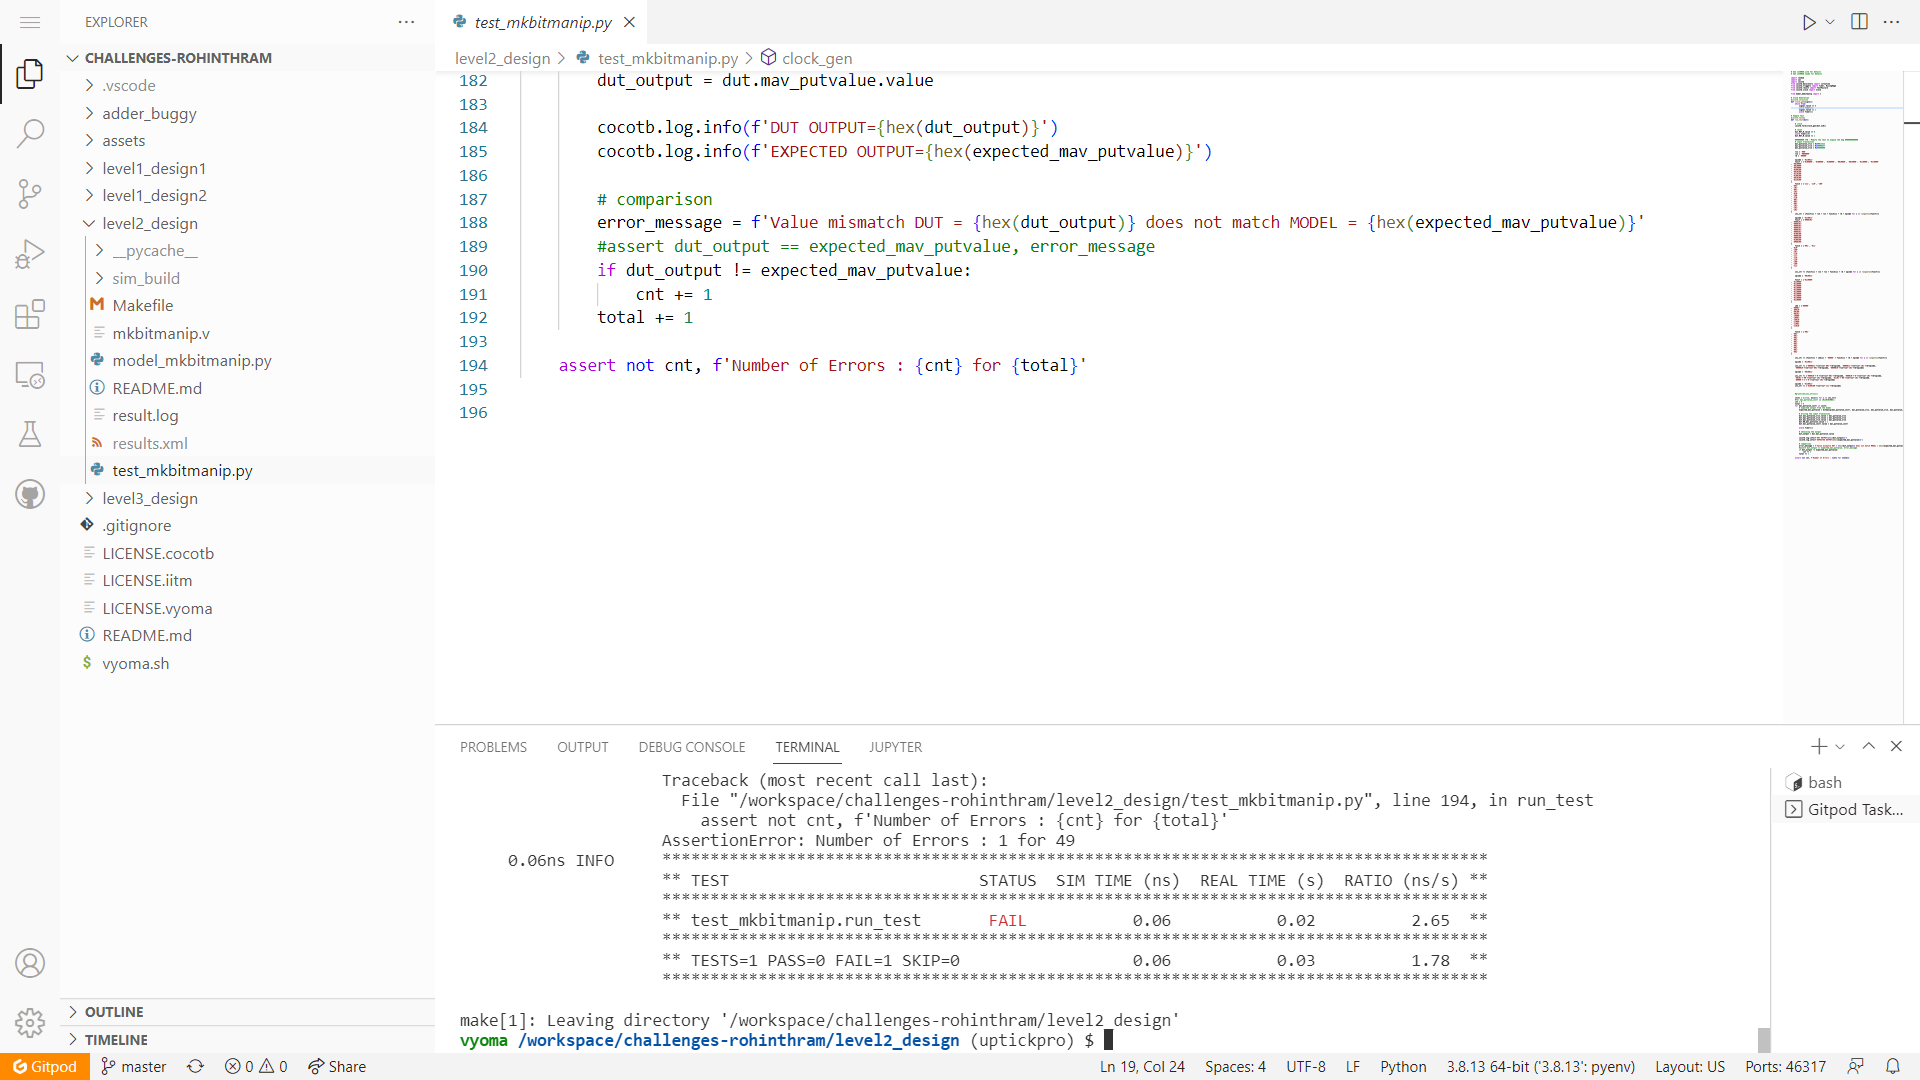 EXPLORER
CHALLENGES-ROHINTHRAM
.vscode
adder_buggy
assets
level1_design1
level1_design2
level2_design
__pycache__
sim_build
Makefile
mkbitmanip.v
model_mkbitmanip.py
README.md
result.log
results.xml
test_mkbitmanip.py
level3_design
.gitignore
LICENSE.cocotb
LICENSE.iitm
LICENSE.vyoma
README.md
vyoma.sh
OUTLINE
TIMELINE
test_mkbitmanip.py
level2_design > test_mkbitmanip.py > clock_gen
182 dut_output = dut.mav_putvalue.value
183
184 cocotb.log.info(f'DUT OUTPUT={hex(dut_output)}')
185 cocotb.log.info(f'EXPECTED OUTPUT={hex(expected_mav_putvalue)}')
186
187 # comparison
188 error_message = f'Value mismatch DUT = {hex(dut_output)} does not match MODEL = {hex(expected_mav_putvalue)}'
189 #assert dut_output == expected_mav_putvalue, error_message
190 if dut_output != expected_mav_putvalue:
191 cnt += 1
192 total += 1
193
194 assert not cnt, f'Number of Errors : {cnt} for {total}'
195
196
PROBLEMS OUTPUT DEBUG CONSOLE TERMINAL JUPYTER
bash
Gitpod Task...
Traceback (most recent call last):
File "/workspace/challenges-rohinthram/level2_design/test_mkbitmanip.py", line 194, in run_test
assert not cnt, f'Number of Errors : {cnt} for {total}'
AssertionError: Number of Errors : 1 for 49
0.06ns INFO **************************************************************************************
** TEST STATUS SIM TIME (ns) REAL TIME (s) RATIO (ns/s) **
**************************************************************************************
** test_mkbitmanip.run_test FAIL 0.06 0.02 2.65 **
**************************************************************************************
** TESTS=1 PASS=0 FAIL=1 SKIP=0 0.06 0.03 1.78 **
**************************************************************************************
make[1]: Leaving directory '/workspace/challenges-rohinthram/level2_design'
vyoma /workspace/challenges-rohinthram/level2_design (uptickpro) $
Gitpod master 0 0 Share Ln 19, Col 24 Spaces: 4 UTF-8 LF Python 3.8.13 64-bit ('3.8.13': pyenv) Layout: US Ports: 46317